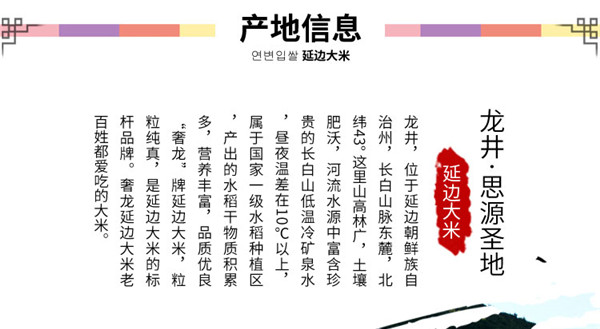 产地信息
연변입쌀 延边大米
龙井·思源圣地
延边大米
龙井，位于延边朝鲜族自
治州，长白山脉东麓，北
纬43°。这里山高林广，土壤
肥沃，河流水源中富含珍
贵的长白山低温冷矿泉水
，昼夜温差在10℃以上，
属于国家一级水稻种植区
，产出的水稻干物质积累
多，营养丰富，品质优良
“奢龙”牌延边大米，粒
粒纯真，是延边大米的标
杆品牌。奢龙延边大米老
百姓都爱吃的大米。